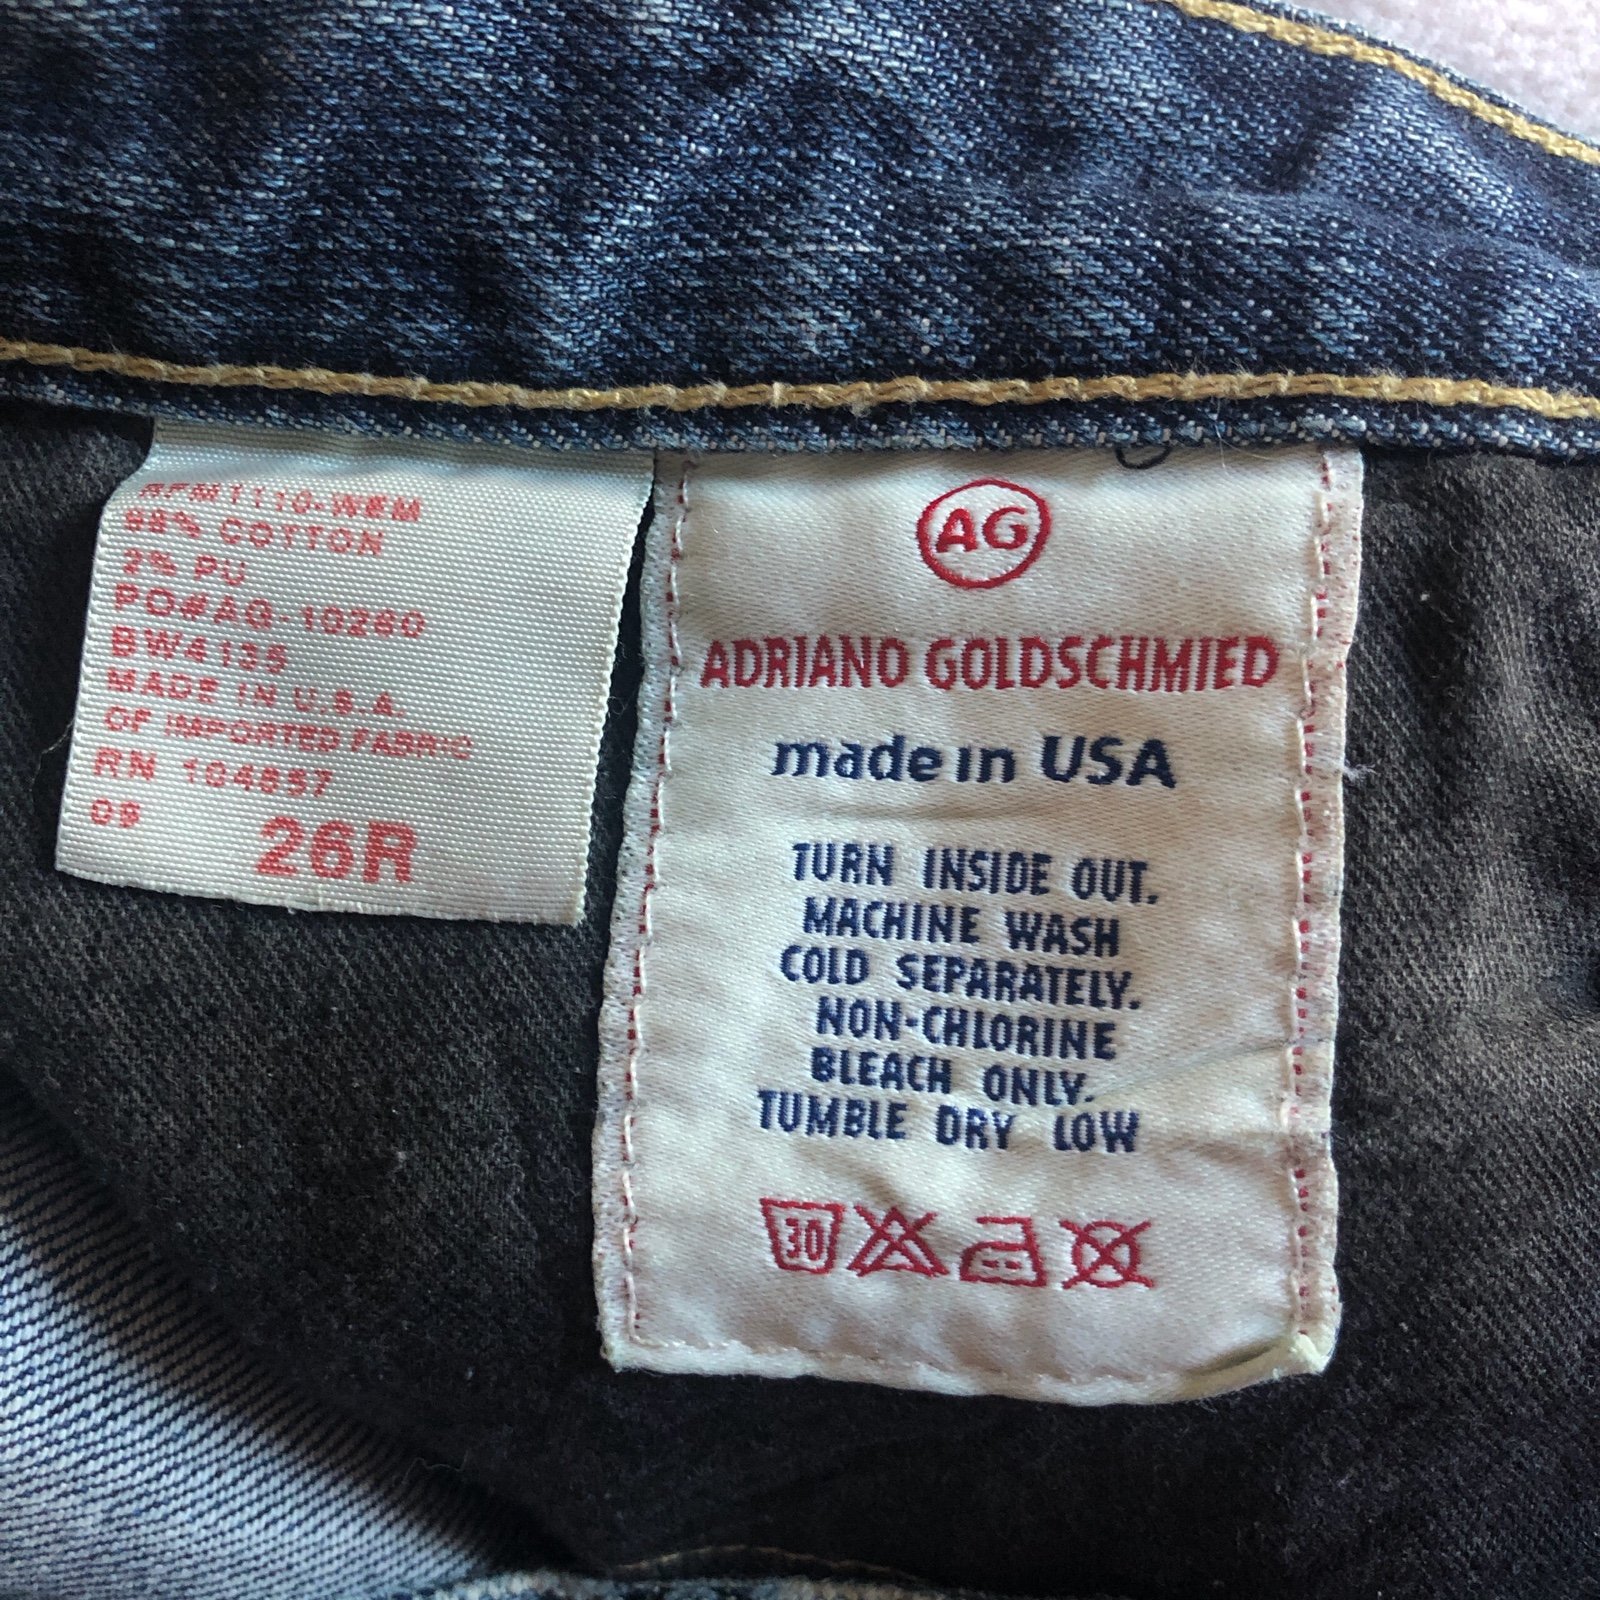 98% COTTON
2% PU
PO#AG-10260
BW4135
MADE IN U.S.A.
OF IMPORTED FABRIC
RN 104857
09
26R
AG
ADRIANO GOLDSCHMIED
made in USA
TURN INSIDE OUT.
MACHINE WASH
COLD SEPARATELY.
NON-CHLORINE
BLEACH ONLY.
TUMBLE DRY LOW
30